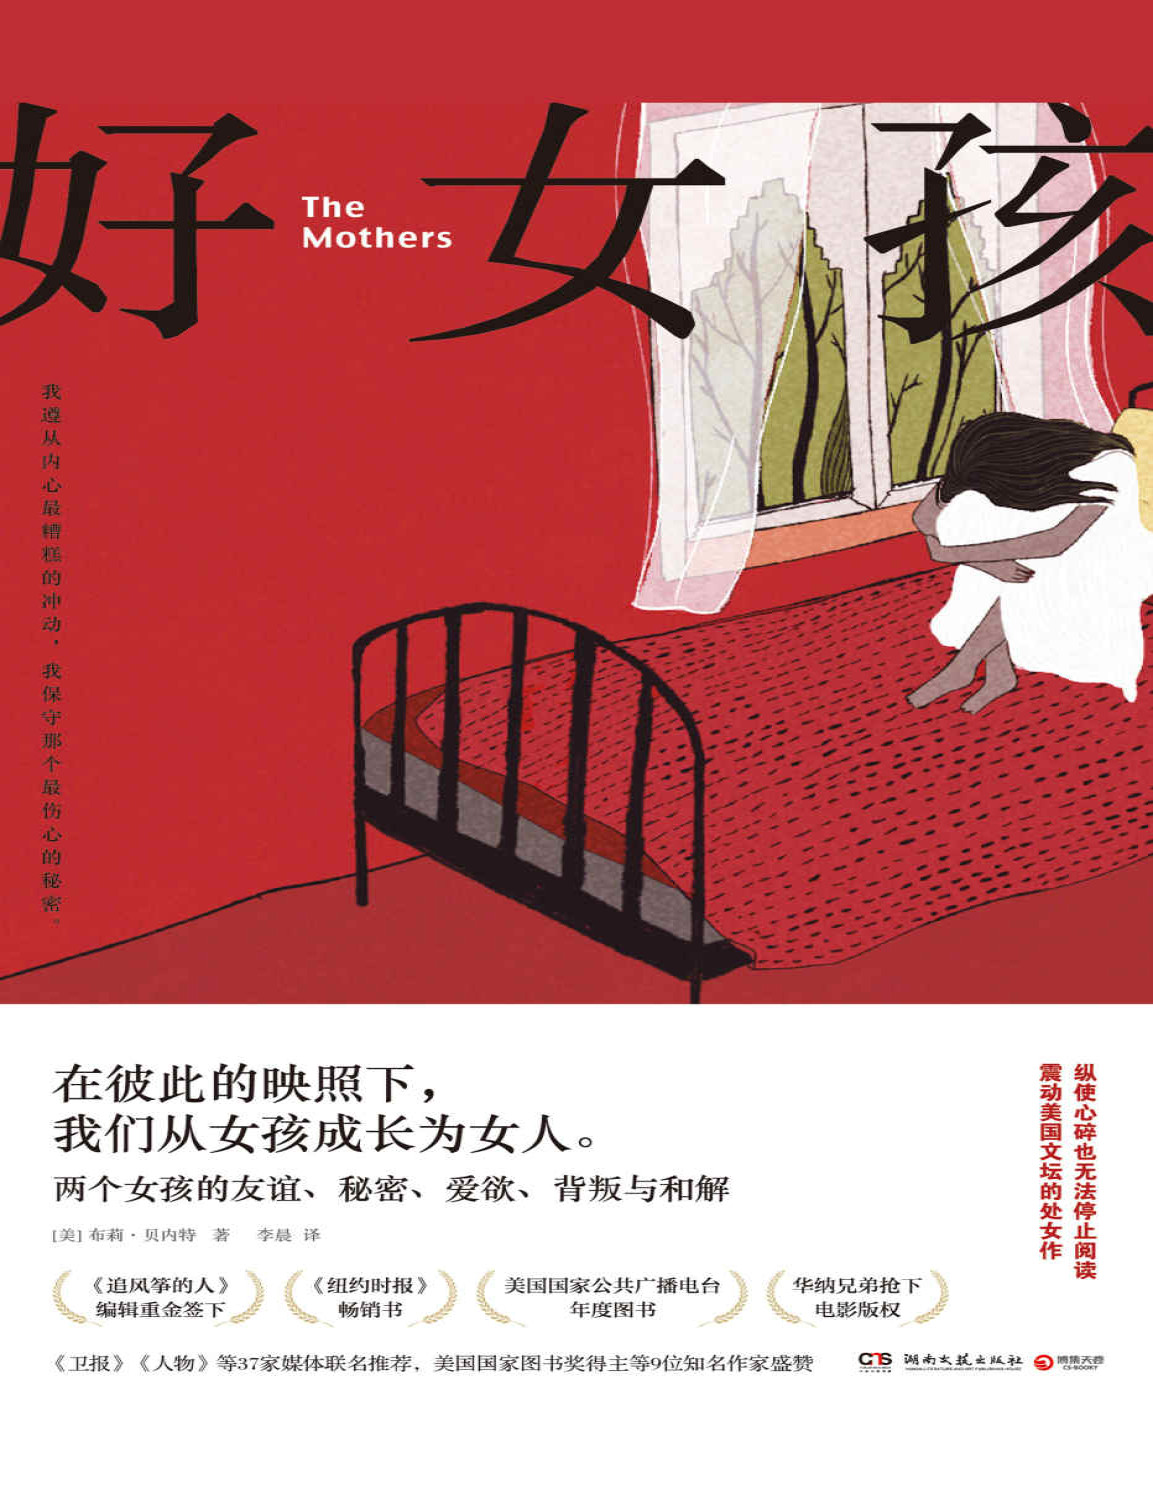 好女孩
The
Mothers
我遵从内心最糟糕的冲动，我保守那个最伤心的秘密。
在彼此的映照下，
我们从女孩成长为女人。
两个女孩的友谊、秘密、爱欲、背叛与和解
[美] 布莉·贝内特 著 李晨 译
纵使心碎也无法停止阅读
震动美国文坛的处女作
《追风筝的人》
编辑重金签下
《纽约时报》
畅销书
美国国家公共广播电台
年度图书
华纳兄弟抢下
电影版权
《卫报》《人物》等37家媒体联名推荐，美国国家图书奖得主等9位知名作家盛赞
湖南文艺出版社
博集天卷
CS-BOOKY